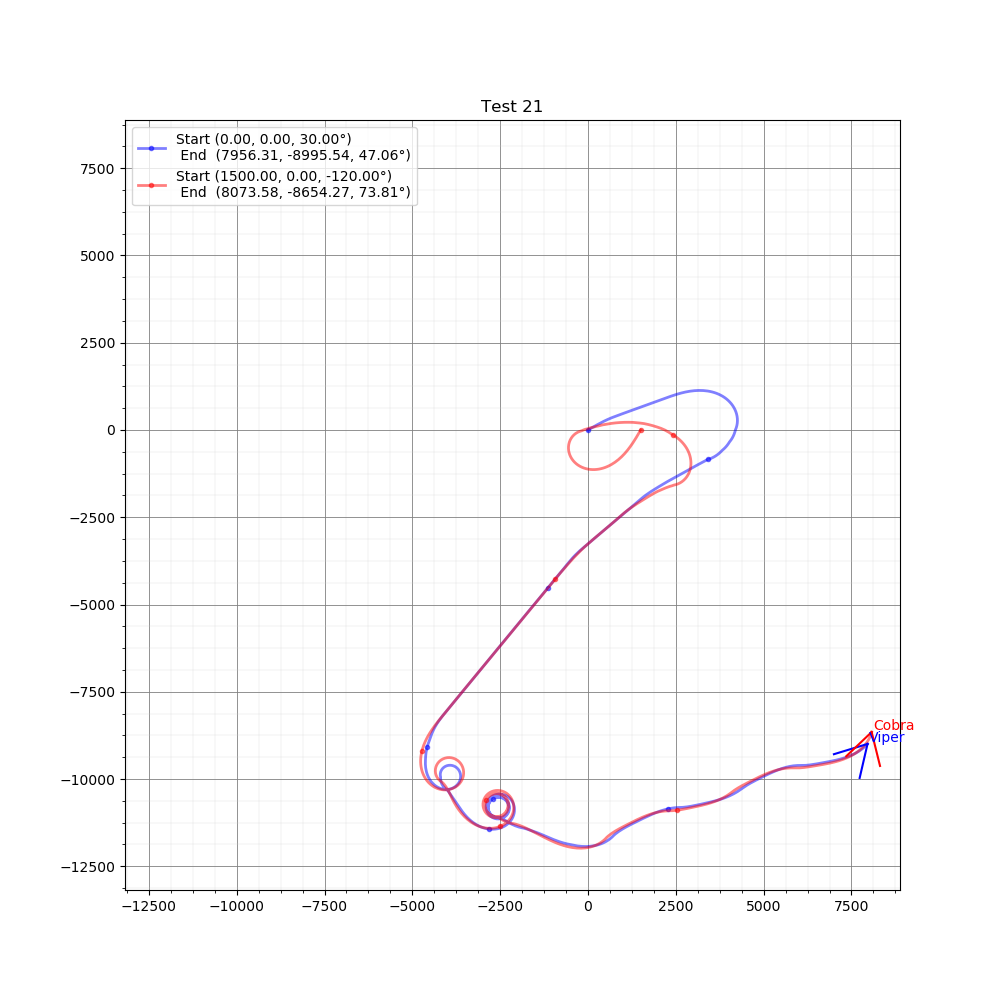 Test 21
Start (0.00, 0.00, 30.00°)
End (7956.31, -8995.54, 47.06°)
Start (1500.00, 0.00, -120.00°)
End (8073.58, -8654.27, 73.81°)
7500
5000
2500
0
−2500
−5000
−7500
−10000
−12500
Cobra
Viper
−12500 −10000 −7500 −5000 −2500 0 2500 5000 7500